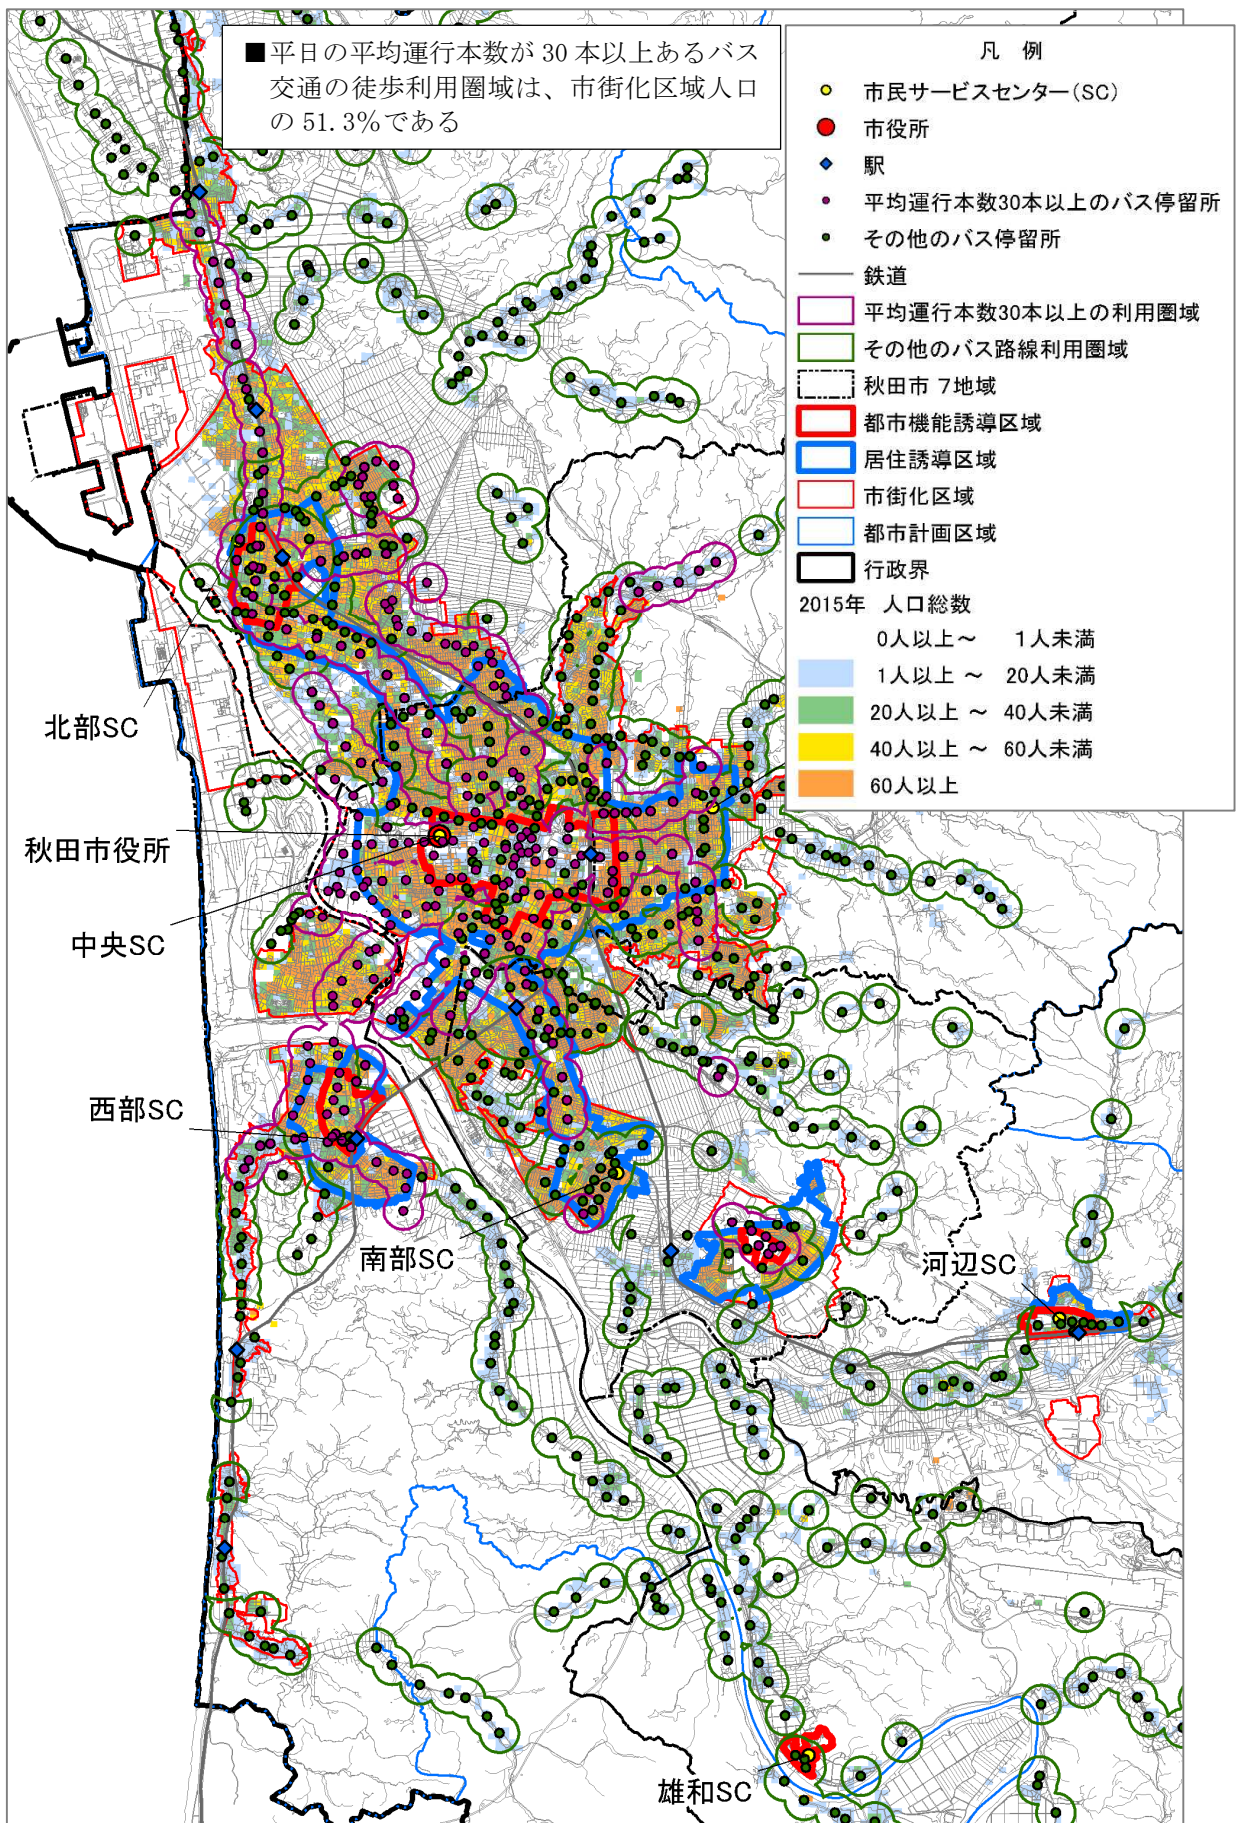 ■平日の平均運行本数が 30 本以上あるバス
交通の徒歩利用圏域は、市街化区域人口
の 51.3%である
凡 例
市民サービスセンター(SC)
市役所
駅
平均運行本数30本以上のバス停留所
その他のバス停留所
鉄道
平均運行本数30本以上の利用圏域
その他のバス路線利用圏域
秋田市 7地域
都市機能誘導区域
居住誘導区域
市街化区域
都市計画区域
行政界
2015年 人口総数
0人以上~ 1人未満
1人以上 ~ 20人未満
20人以上 ~ 40人未満
40人以上 ~ 60人未満
60人以上
北部SC
秋田市役所
中央SC
西部SC
南部SC
河辺SC
雄和SC